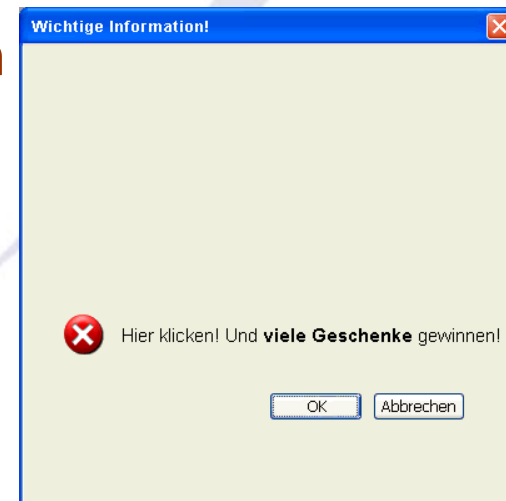 Wichtige Information!
Hier klicken! Und viele Geschenke gewinnen!
OK
Abbrechen